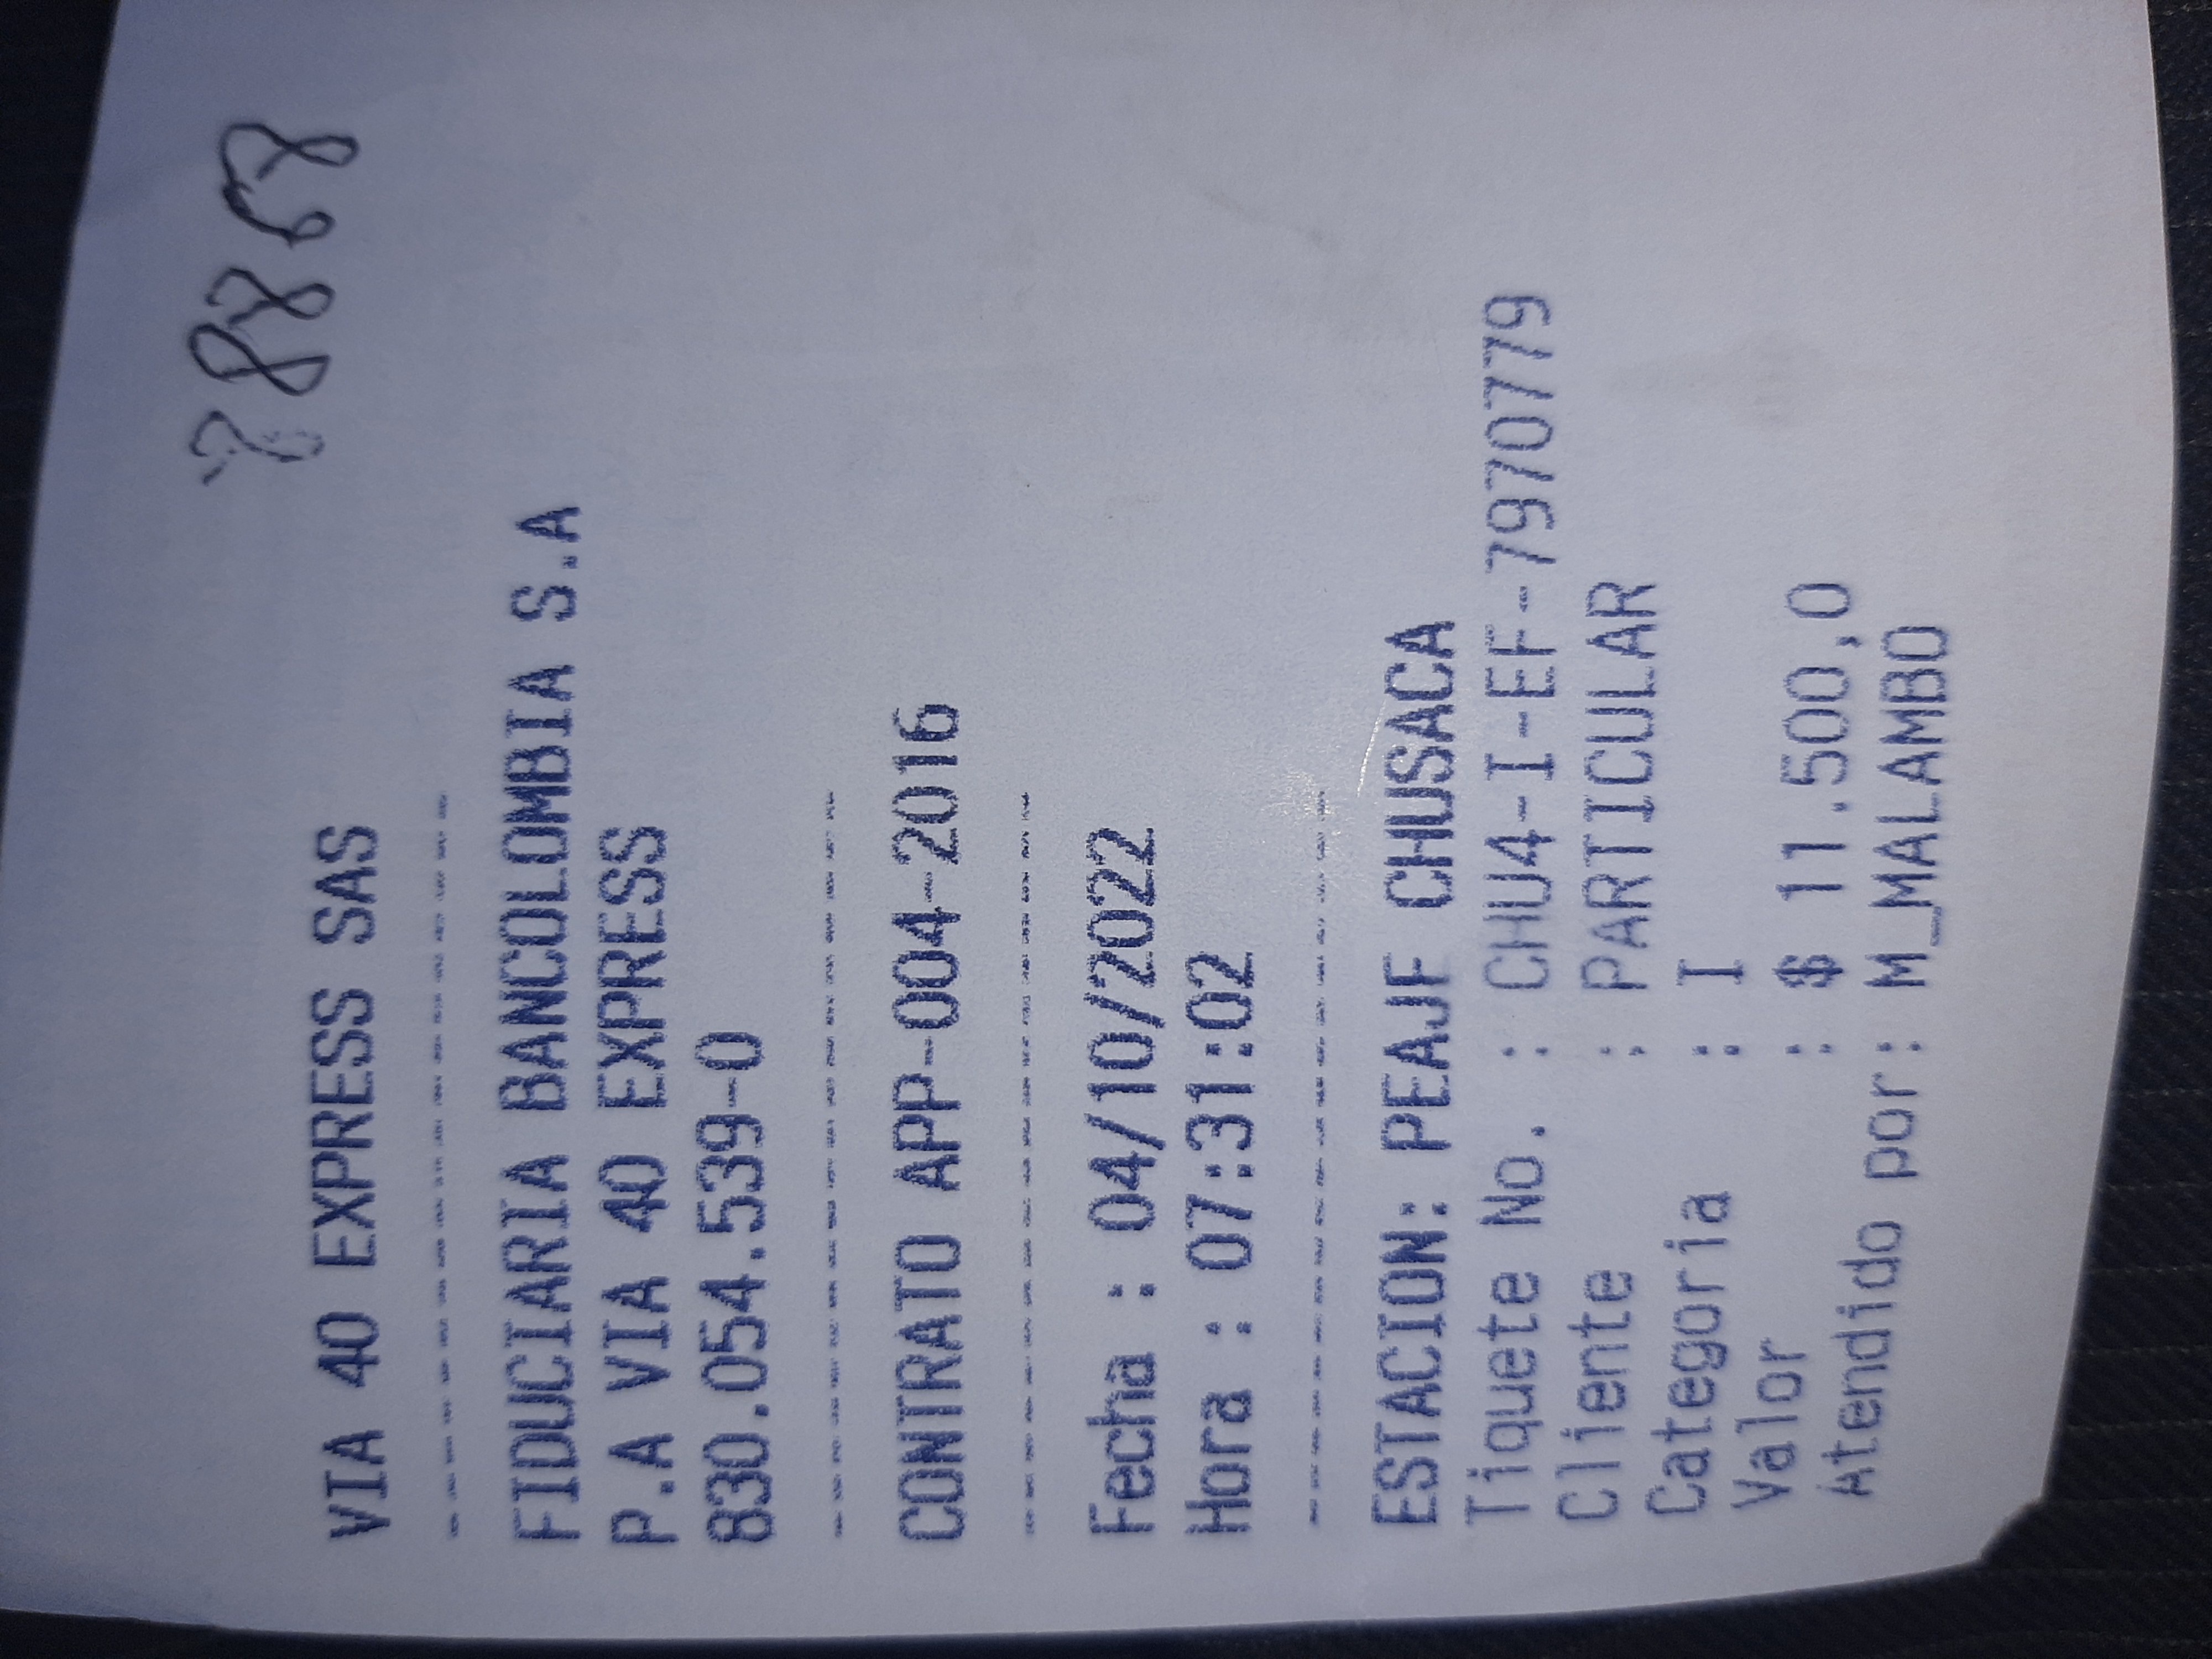 VIA 40 EXPRESS SAS
--------------------
FIDUCIARIA BANCOLOMBIA S.A
P.A VIA 40 EXPRESS
830.054.539-0
--------------------
CONTRATO APP-004-2016
--------------------
Fecha : 04/10/2022
Hora : 07:31:02
--------------------
ESTACION: PEAJE CHUSACA
Tiquete No. : CHU4-I-EF-7970779
Cliente : PARTICULAR
Categoria : I
Valor : $ 11.500,0
Atendido por: M_MALAMBO